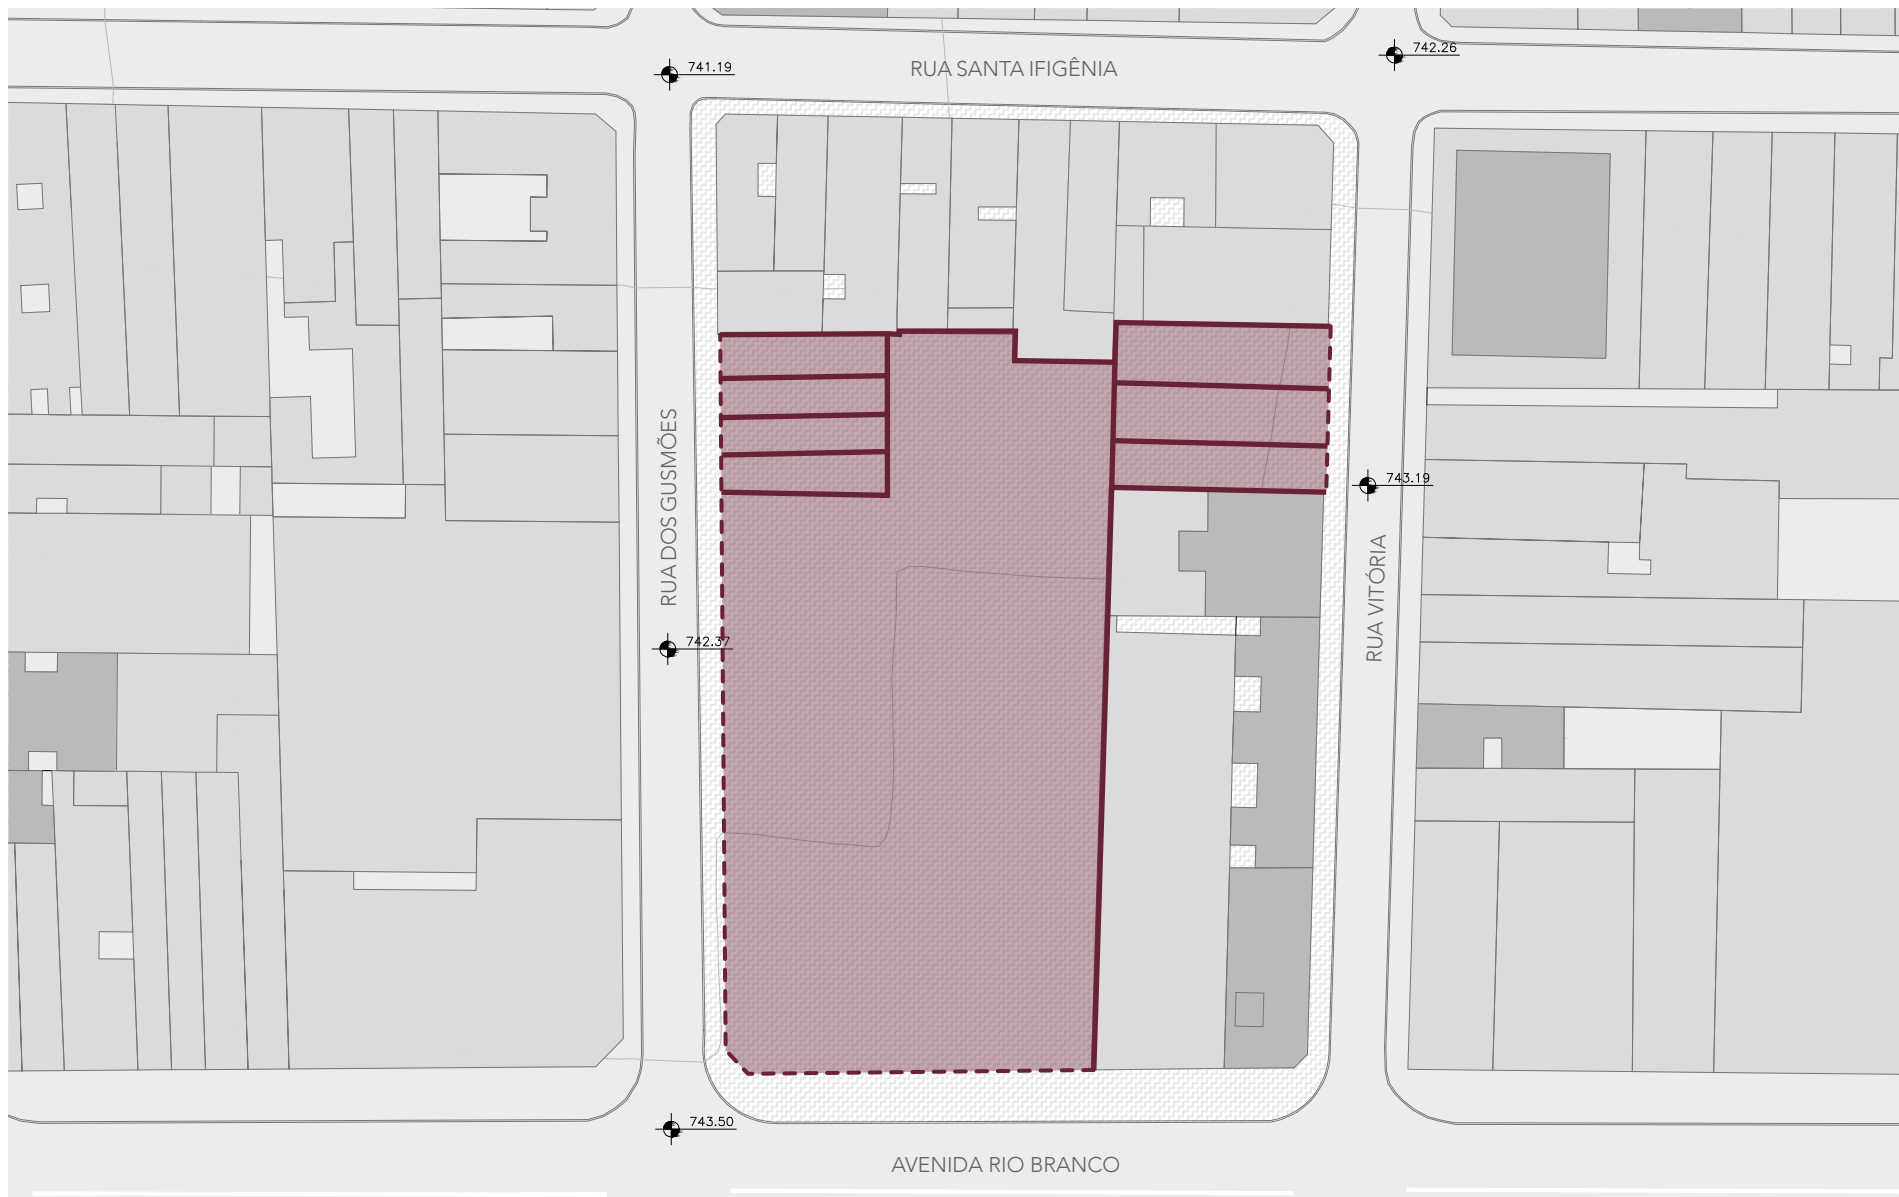 742.26
741.19
RUA SANTA IFIGÊNIA
RUA DOS GUSMÕES
743.19
RUA VITÓRIA
742.37
743.50
AVENIDA RIO BRANCO